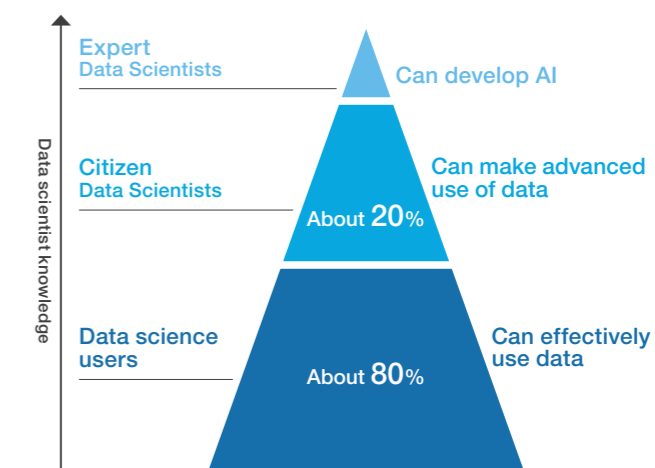 Expert
Data Scientists
Can develop AI
Data scientist knowledge
Citizen
Data Scientists
Can make advanced
use of data
About 20%
Data science
users
Can effectively
use data
About 80%